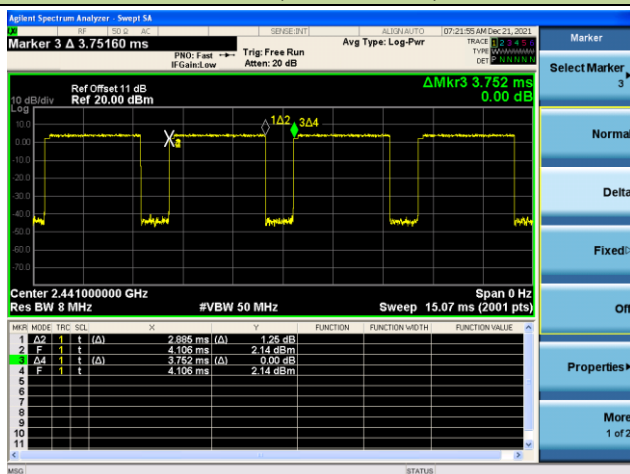 Agilent Spectrum Analyzer - Swept SA
RF 50 Ω AC SENSE:INT ALIGN AUTO 07:21:55 AM Dec 21, 2021
Marker 3 Δ 3.75160 ms
PNO: Fast
IFGain:Low
Trig: Free Run
Atten: 20 dB
Avg Type: Log-Pwr
TRACE 1 2 3 4 5 6
TYPE
DET P N N N N N
Marker
Select Marker
3
Normal
Delta
Fixed
Off
Properties
More
1 of 2
Ref Offset 11 dB
10 dB/div Ref 20.00 dBm
Log
ΔMkr3 3.752 ms
0.00 dB
10.0
0.00
-10.0
-20.0
-30.0
-40.0
-50.0
-60.0
-70.0
1Δ2
3Δ4
Center 2.441000000 GHz
Res BW 8 MHz
#VBW 50 MHz
Span 0 Hz
Sweep 15.07 ms (2001 pts)
MKR MODE TRC SCL X Y FUNCTION FUNCTION WIDTH FUNCTION VALUE
1 Δ2 1 t (Δ) 2.885 ms (Δ) 1.25 dB
2 F 1 t 4.106 ms 2.14 dBm
3 Δ4 1 t (Δ) 3.752 ms (Δ) 0.00 dB
4 F 1 t 4.106 ms 2.14 dBm
5
6
7
8
9
10
11
MSG STATUS